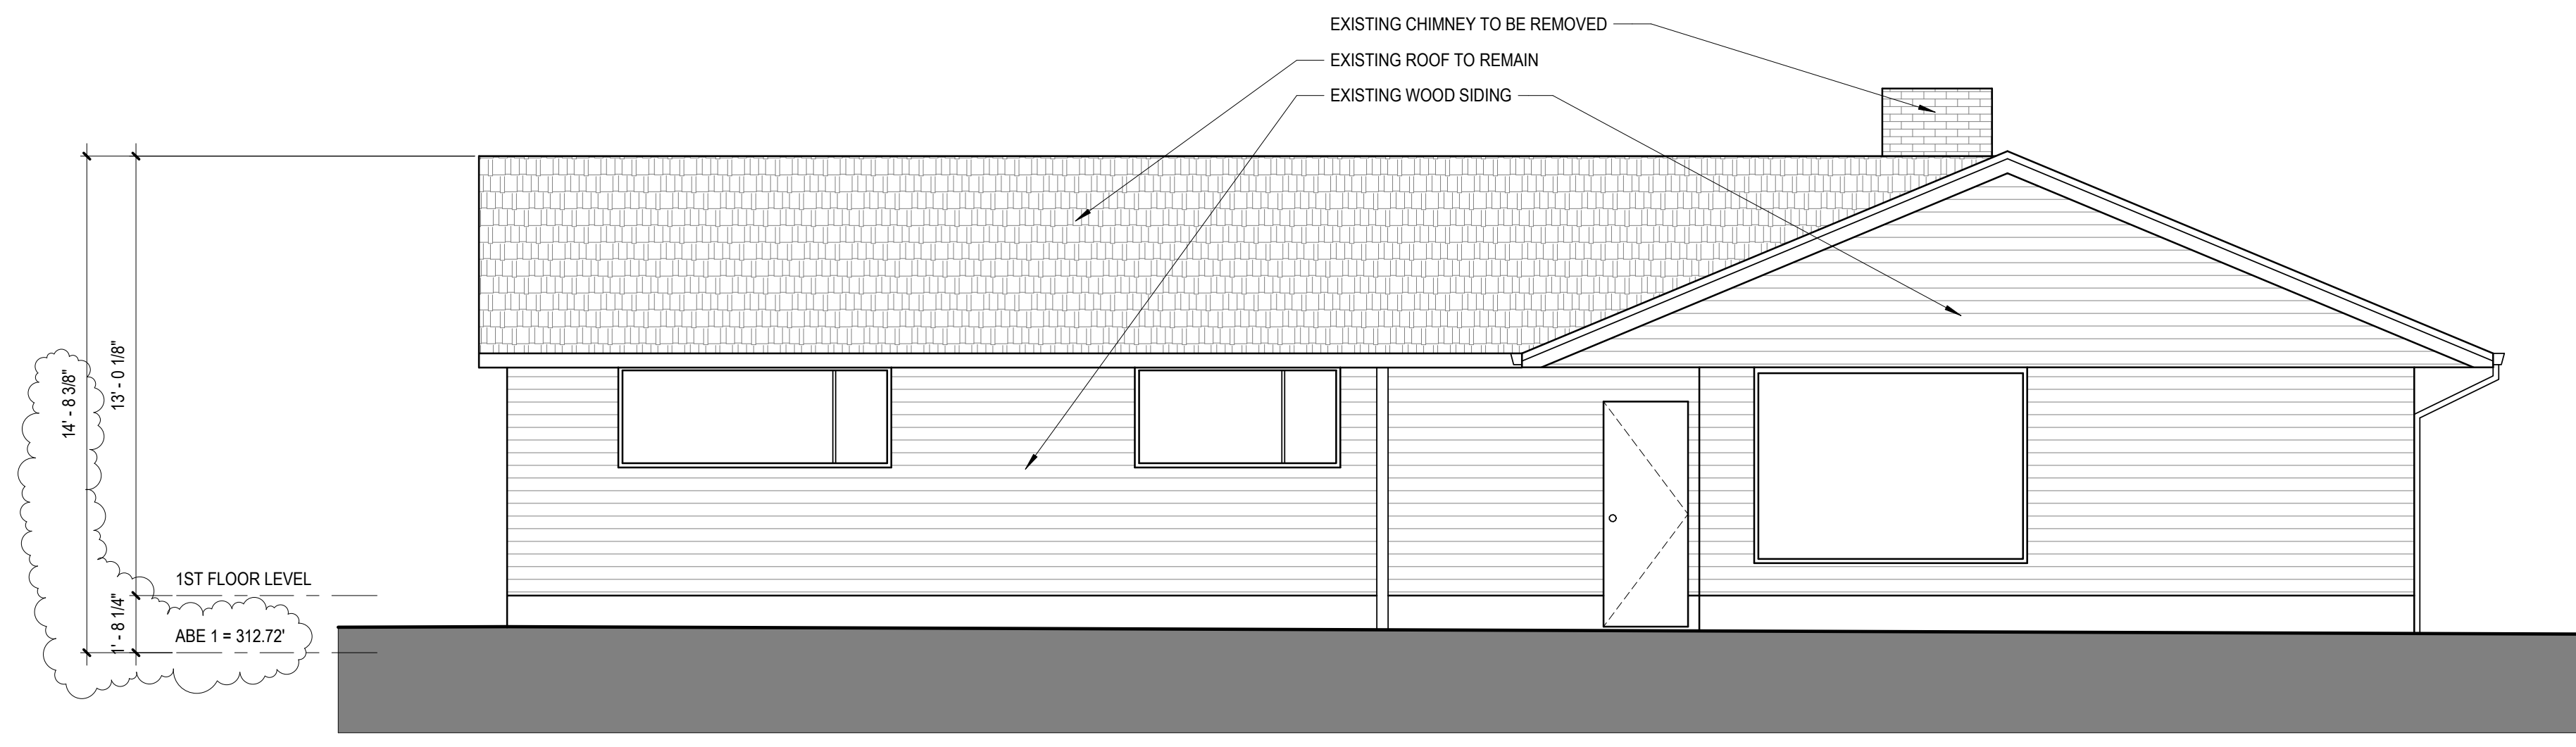 EXISTING CHIMNEY TO BE REMOVED
EXISTING ROOF TO REMAIN
EXISTING WOOD SIDING
14' - 8 3/8"
13' - 0 1/8"
1ST FLOOR LEVEL
1' - 8 1/4"
ABE 1 = 312.72'